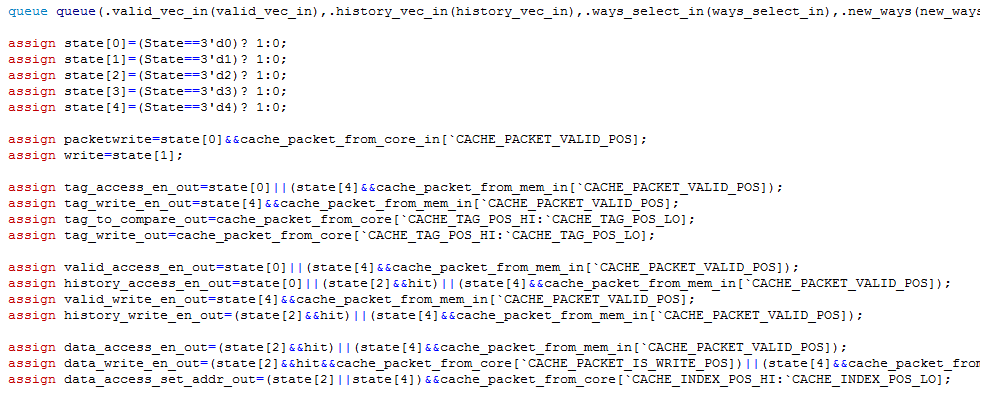 queue queue(.valid_vec_in(valid_vec_in),.history_vec_in(history_vec_in),.ways_select_in(ways_select_in),.new_ways(new_ways
assign state[0]=(State==3'd0)? 1:0;
assign state[1]=(State==3'd1)? 1:0;
assign state[2]=(State==3'd2)? 1:0;
assign state[3]=(State==3'd3)? 1:0;
assign state[4]=(State==3'd4)? 1:0;
assign packetwrite=state[0]&&cache_packet_from_core_in[`CACHE_PACKET_VALID_POS];
assign write=state[1];
assign tag_access_en_out=state[0]||(state[4]&&cache_packet_from_mem_in[`CACHE_PACKET_VALID_POS]);
assign tag_write_en_out=state[4]&&cache_packet_from_mem_in[`CACHE_PACKET_VALID_POS];
assign tag_to_compare_out=cache_packet_from_core[`CACHE_TAG_POS_HI:`CACHE_TAG_POS_LO];
assign tag_write_out=cache_packet_from_core[`CACHE_TAG_POS_HI:`CACHE_TAG_POS_LO];
assign valid_access_en_out=state[0]||(state[4]&&cache_packet_from_mem_in[`CACHE_PACKET_VALID_POS]);
assign history_access_en_out=state[0]||(state[2]&&hit)||(state[4]&&cache_packet_from_mem_in[`CACHE_PACKET_VALID_POS]);
assign valid_write_en_out=state[4]&&cache_packet_from_mem_in[`CACHE_PACKET_VALID_POS];
assign history_write_en_out=(state[2]&&hit)||(state[4]&&cache_packet_from_mem_in[`CACHE_PACKET_VALID_POS]);
assign data_access_en_out=(state[2]&&hit)||(state[4]&&cache_packet_from_mem_in[`CACHE_PACKET_VALID_POS]);
assign data_write_en_out=(state[2]&&hit&&cache_packet_from_core[`CACHE_PACKET_IS_WRITE_POS])||(state[4]&&cache_packet_from
assign data_access_set_addr_out=(state[2]||state[4])&&cache_packet_from_core[`CACHE_INDEX_POS_HI:`CACHE_INDEX_POS_LO];